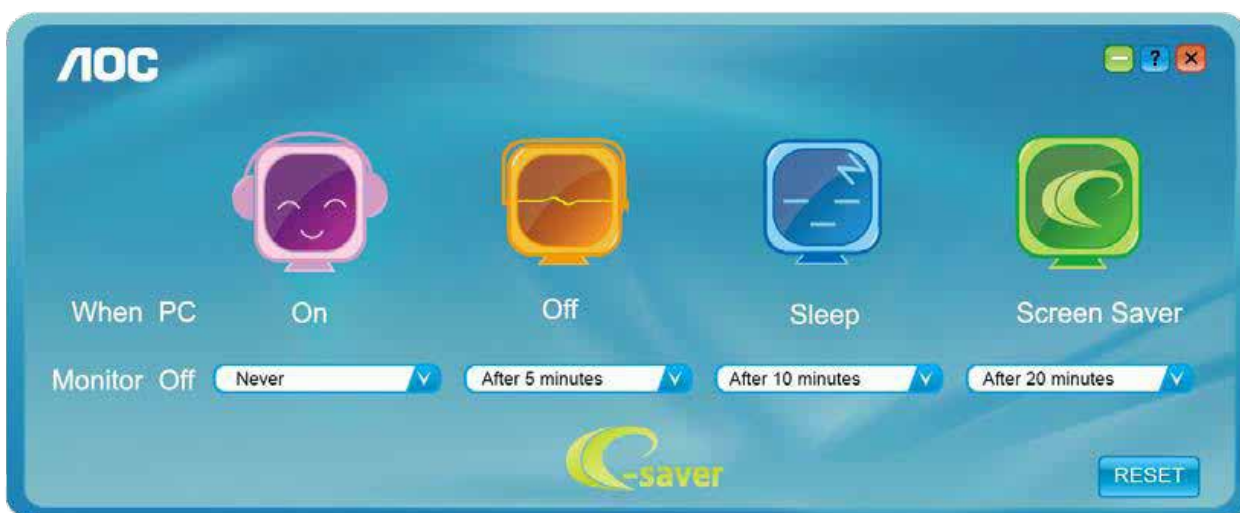 AOC
?
When PC On Off Sleep Screen Saver
Monitor Off Never After 5 minutes After 10 minutes After 20 minutes
e-saver
RESET